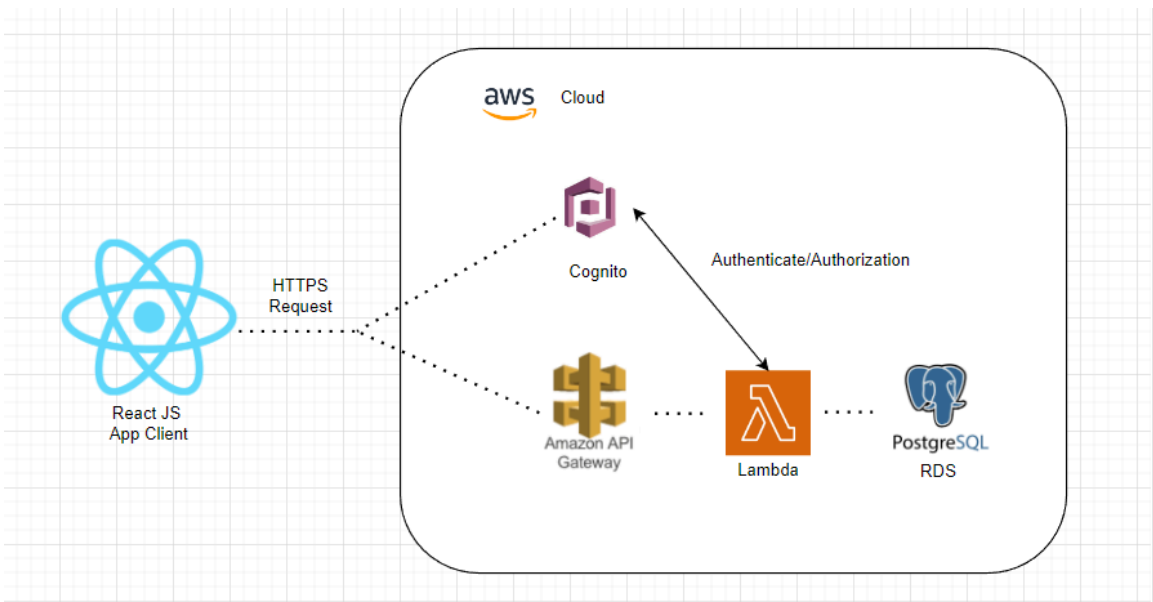 aws
Cloud
Cognito
Authenticate/Authorization
HTTPS
Request
React JS
App Client
Amazon API
Gateway
Lambda
PostgreSQL
RDS